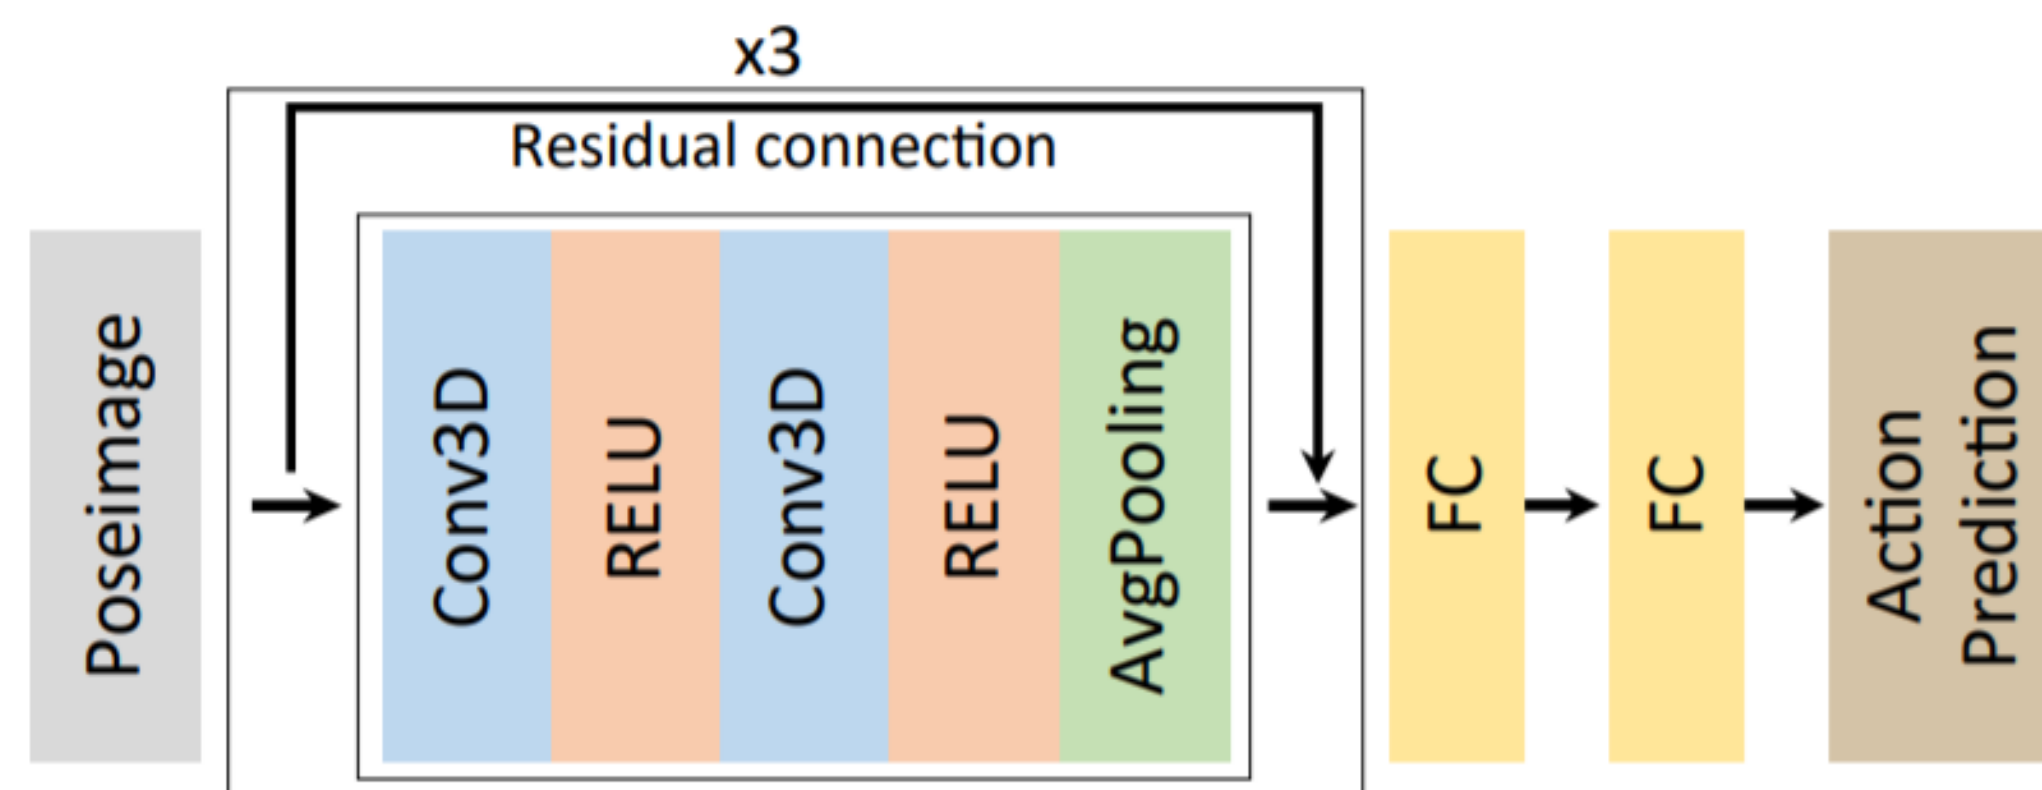 x3
Residual connection
Poseimage
Conv3D
RELU
Conv3D
RELU
AvgPooling
FC
FC
Action
Prediction